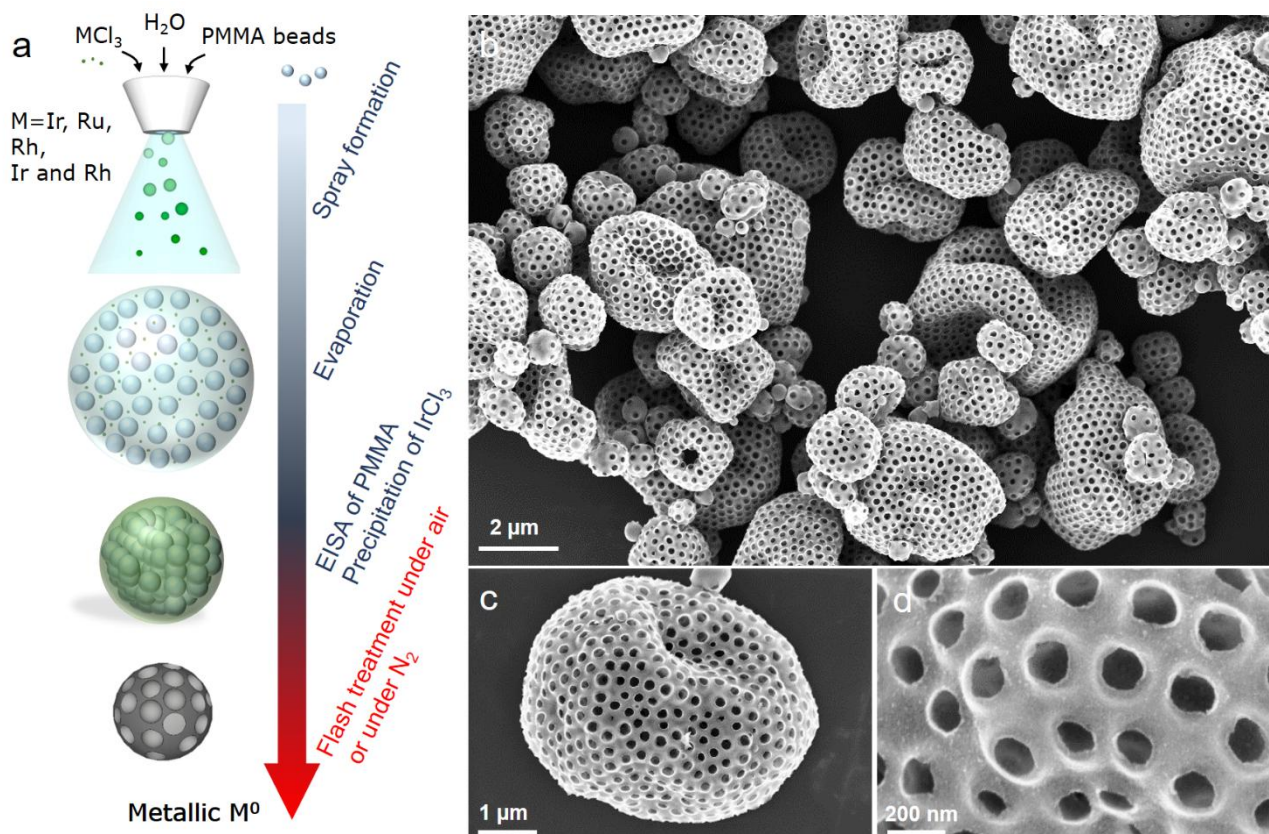 a
MCl₃
H₂O
PMMA beads
M=Ir, Ru,
Rh,
Ir and Rh
Spray formation
Evaporation
EISA of PMMA
Precipitation of IrCl₃
Flash treatment under air
or under N₂
Metallic M⁰
b
2 µm
c
1 µm
d
200 nm